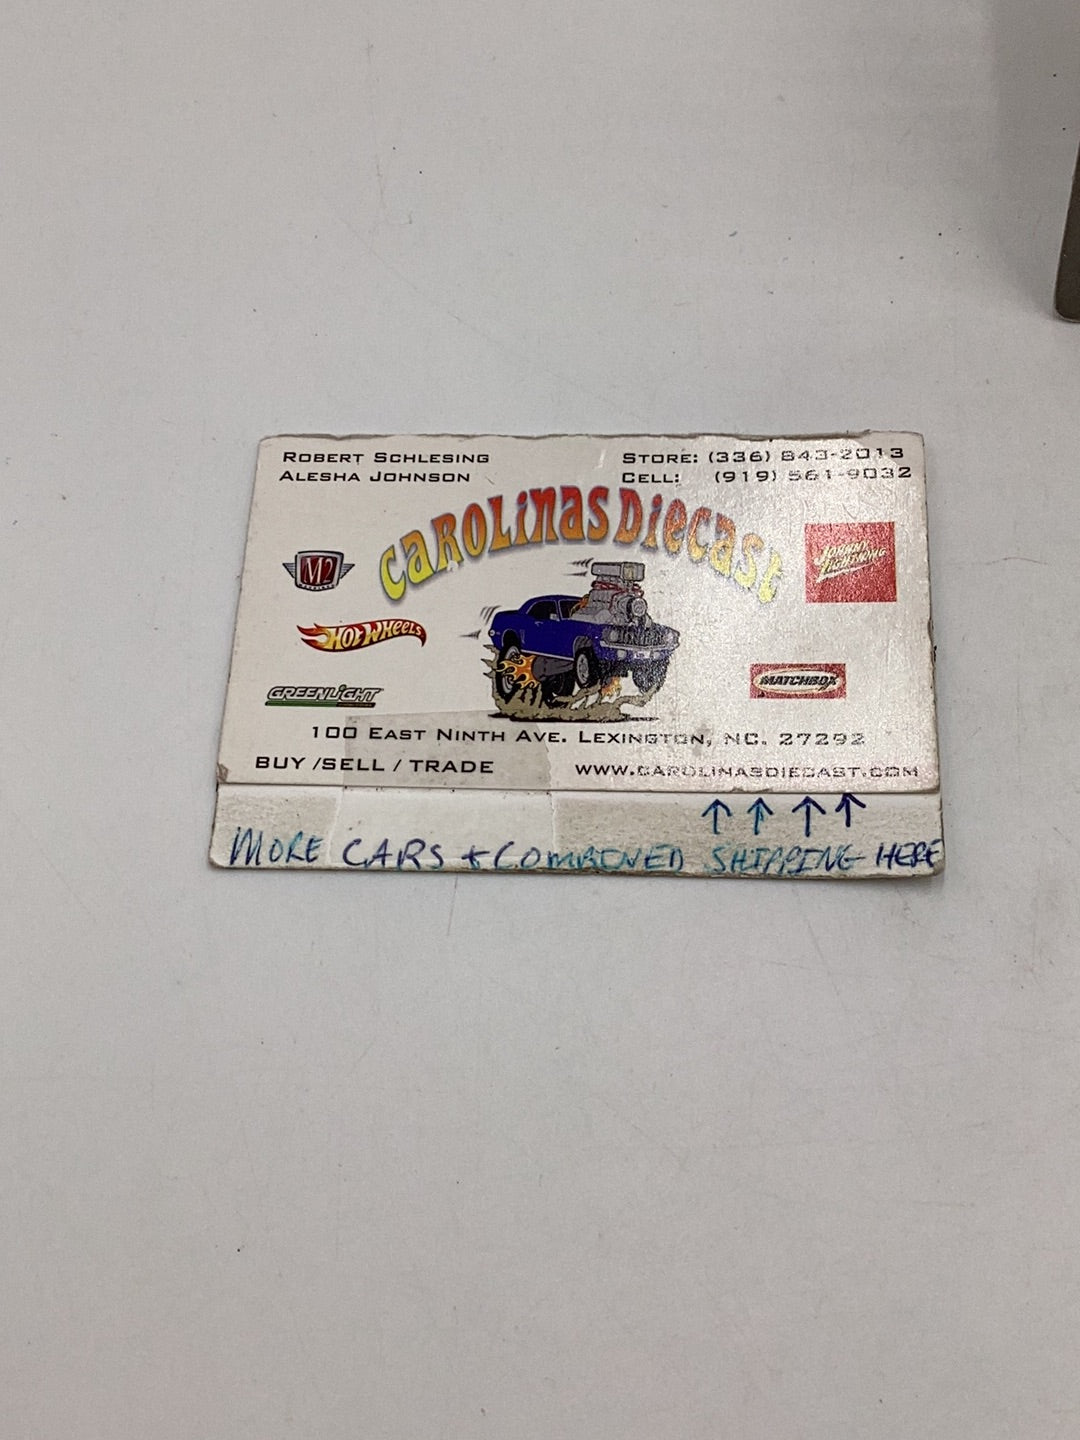 ROBERT SCHLESING
ALESHA JOHNSON
STORE: (336) 843-2013
CELL: (919) 561-9032
CAROLINAS DIECAST
M2
JOHNNY LIGHTNING
HOT WHEELS
GREENLIGHT
MATCHBOX
100 EAST NINTH AVE. LEXINGTON, NC. 27292
BUY /SELL / TRADE
WWW.CAROLINASDIECAST.COM
↑ ↑ ↑ ↑
MORE CARS + COMBINED SHIPPING HERE